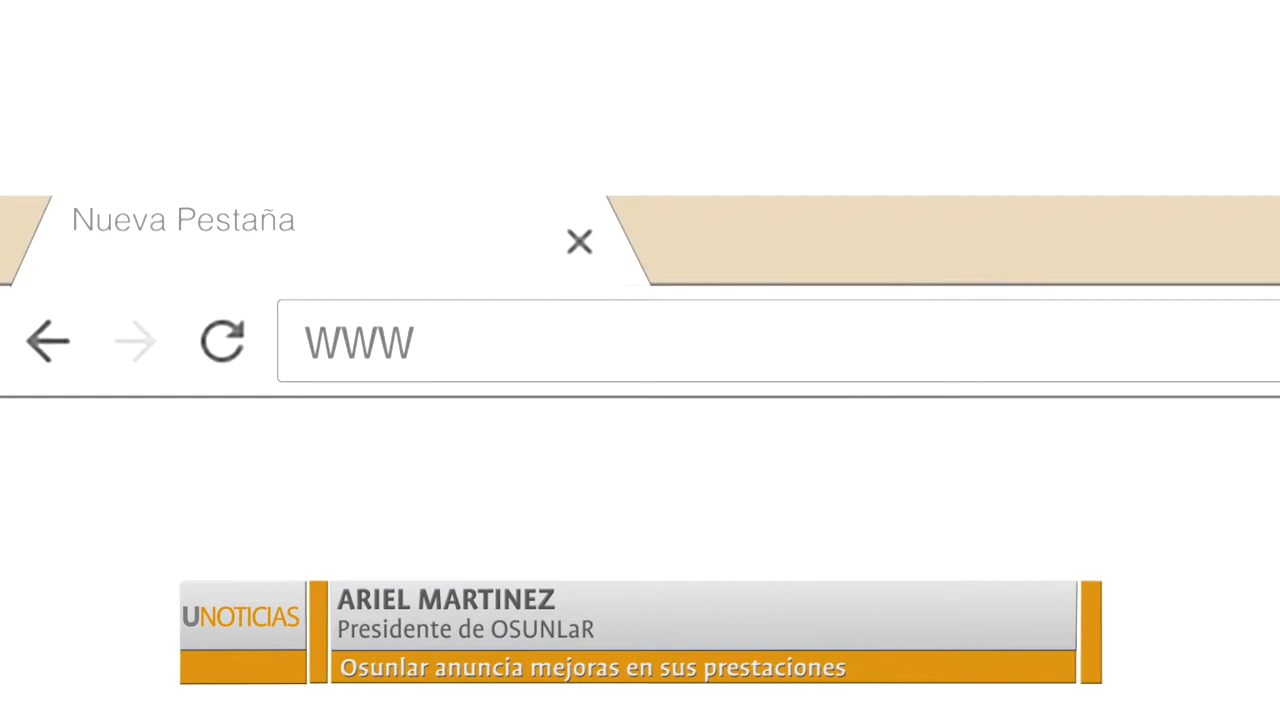 Nueva Pestaña
WWW
UNOTICIAS
ARIEL MARTINEZ
Presidente de OSUNLaR
Osunlar anuncia mejoras en sus prestaciones